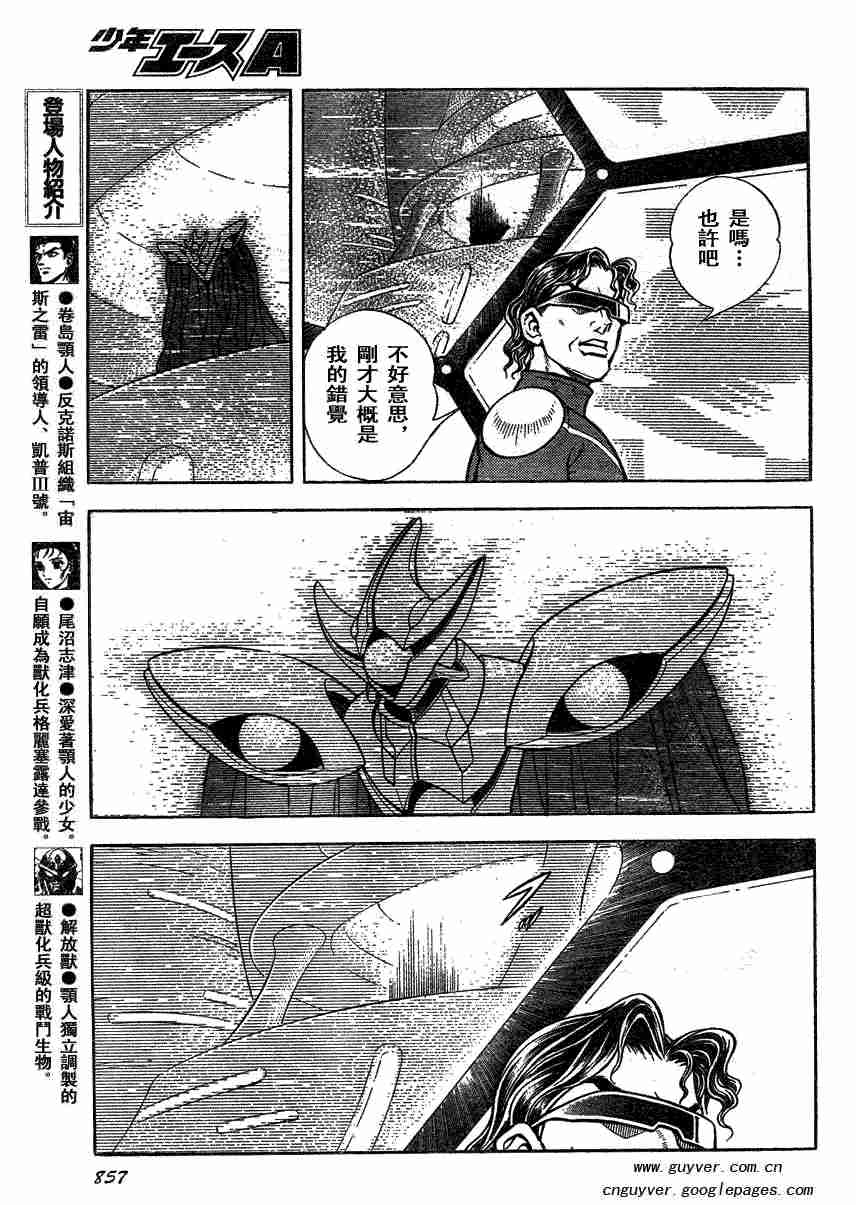 少年エースA
是嗎…
也許吧
不好意思，
剛才大概是
我的錯覺
登場人物紹介
●卷島顎人●反克諾斯組織「宙
斯之雷」的領導人、凱普Ⅲ號。
●尾沼志津●深愛著顎人的少女。
自願成為獸化兵格麗塞露達參戰。
●解放獸●顎人獨立調製的
超獸化兵級的戰鬥生物。
857
www.guyver.com.cn
cnguyver.googlepages.com